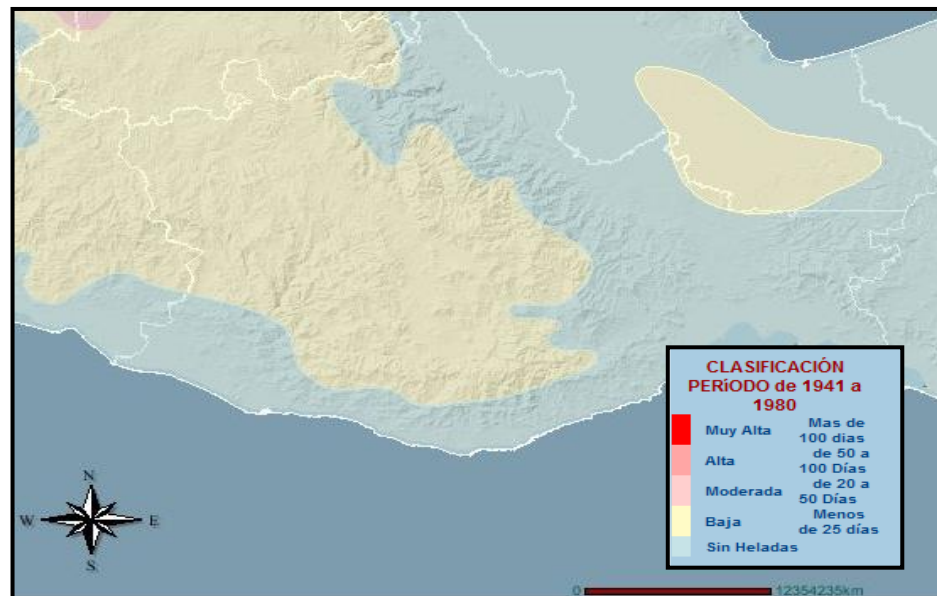 CLASIFICACIÓN
PERíODO de 1941 a
1980
Muy Alta Mas de
100 dias
Alta de 50 a
100 Días
Moderada de 20 a
50 Días
Baja Menos
de 25 días
Sin Heladas
N
W E
S
0 12354235km